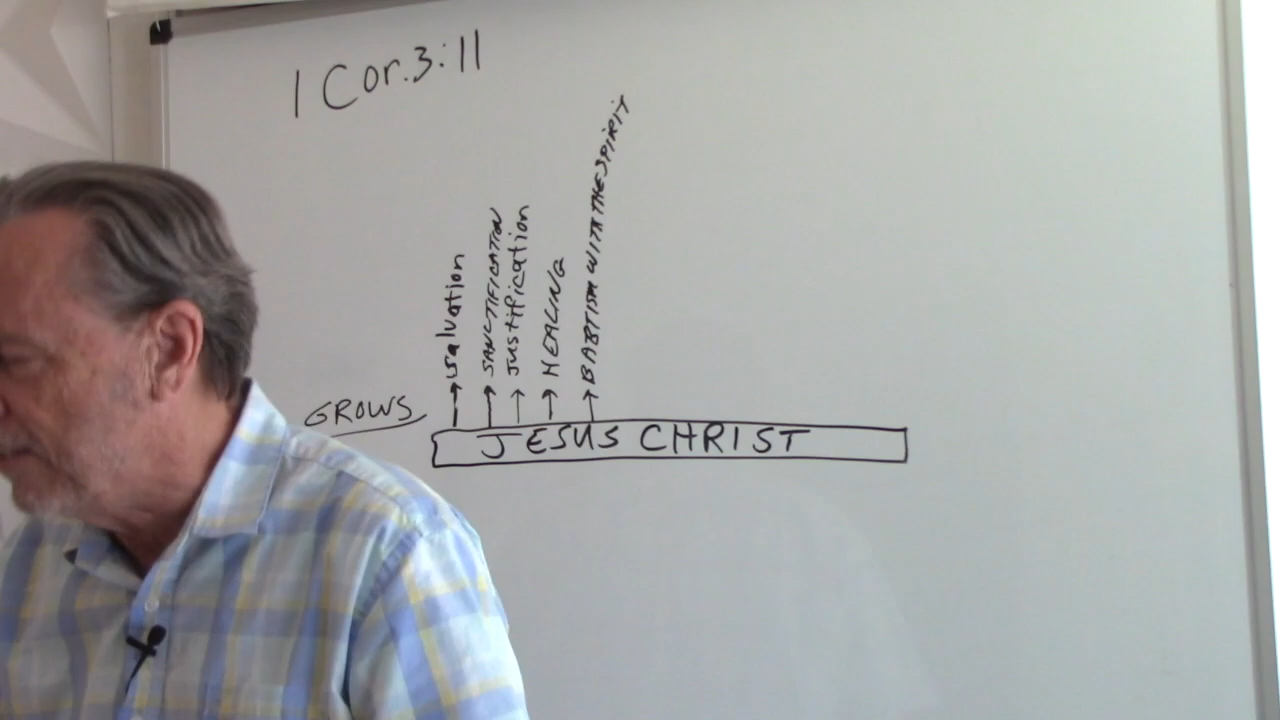 1 Cor. 3:11
Salvation
SANCTIFICATION
Justification
HEALING
BAPTISM WITH THE SPIRIT
GROWS
JESUS CHRIST